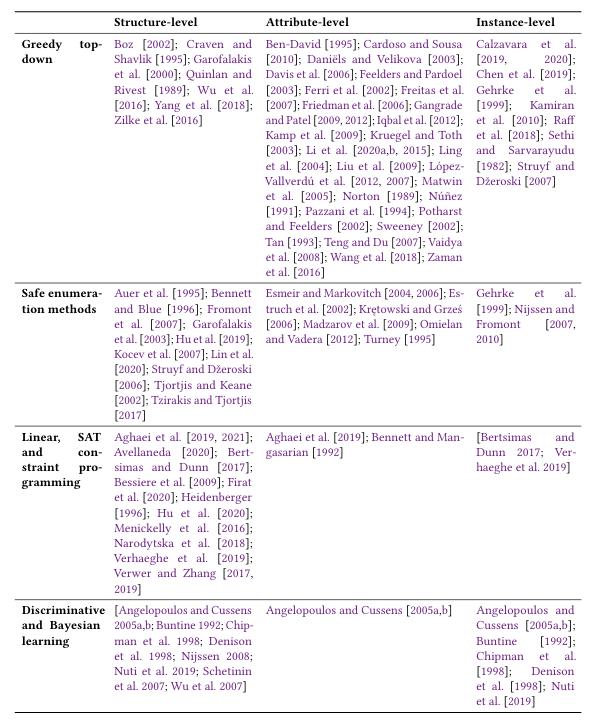 Structure-level
Attribute-level
Instance-level
Greedy top-
down
Boz [2002]; Craven and
Shavlik [1995]; Garofalakis
et al. [2000]; Quinlan and
Rivest [1989]; Wu et al.
[2016]; Yang et al. [2018];
Zilke et al. [2016]
Ben-David [1995]; Cardoso and Sousa
[2010]; Daniëls and Velikova [2003];
Davis et al. [2006]; Feelders and Pardoel
[2003]; Ferri et al. [2002]; Freitas et al.
[2007]; Friedman et al. [2006]; Gangrade
and Patel [2009, 2012]; Iqbal et al. [2012];
Kamp et al. [2009]; Kruegel and Toth
[2003]; Li et al. [2020a,b, 2015]; Ling
et al. [2004]; Liu et al. [2009]; López-
Vallverdú et al. [2012, 2007]; Matwin
et al. [2005]; Norton [1989]; Núñez
[1991]; Pazzani et al. [1994]; Potharst
and Feelders [2002]; Sweeney [2002];
Tan [1993]; Teng and Du [2007]; Vaidya
et al. [2008]; Wang et al. [2018]; Zaman
et al. [2016]
Calzavara et al.
[2019, 2020];
Chen et al. [2019];
Gehrke et al.
[1999]; Kamiran
et al. [2010]; Raff
et al. [2018]; Sethi
and Sarvarayudu
[1982]; Struyf and
Džeroski [2007]
Safe enumera-
tion methods
Auer et al. [1995]; Bennett
and Blue [1996]; Fromont
et al. [2007]; Garofalakis
et al. [2003]; Hu et al. [2019];
Kocev et al. [2007]; Lin et al.
[2020]; Struyf and Džeroski
[2006]; Tjortjis and Keane
[2002]; Tzirakis and Tjortjis
[2017]
Esmeir and Markovitch [2004, 2006]; Es-
truch et al. [2002]; Krętowski and Grześ
[2006]; Madzarov et al. [2009]; Omielan
and Vadera [2012]; Turney [1995]
Gehrke et al.
[1999]; Nijssen and
Fromont [2007,
2010]
Linear, SAT
and con-
straint pro-
gramming
Aghaei et al. [2019, 2021];
Avellaneda [2020]; Bert-
simas and Dunn [2017];
Bessiere et al. [2009]; Firat
et al. [2020]; Heidenberger
[1996]; Hu et al. [2020];
Menickelly et al. [2016];
Narodytska et al. [2018];
Verhaeghe et al. [2019];
Verwer and Zhang [2017,
2019]
Aghaei et al. [2019]; Bennett and Man-
gasarian [1992]
[Bertsimas and
Dunn 2017; Ver-
haeghe et al. 2019]
Discriminative
and Bayesian
learning
[Angelopoulos and Cussens
2005a,b; Buntine 1992; Chip-
man et al. 1998; Denison
et al. 1998; Nijssen 2008;
Nuti et al. 2019; Schetinin
et al. 2007; Wu et al. 2007]
Angelopoulos and Cussens [2005a,b]
Angelopoulos and
Cussens [2005a,b];
Buntine [1992];
Chipman et al.
[1998]; Denison
et al. [1998]; Nuti
et al. [2019]